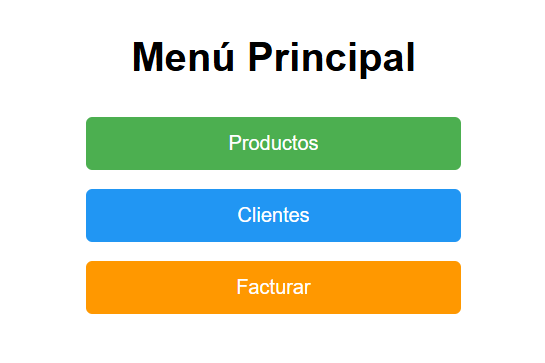 Menú Principal
Productos
Clientes
Facturar